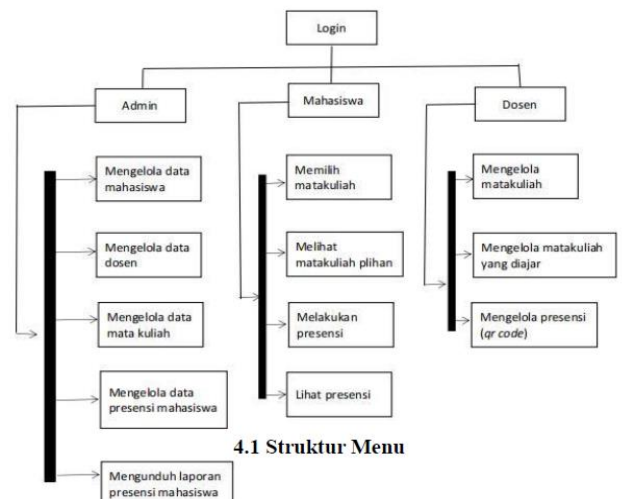 Login
Admin
Mahasiswa
Dosen
Mengelola data
mahasiswa
Mengelola data
dosen
Mengelola data
mata kuliah
Mengelola data
presensi mahasiswa
Mengunduh laporan
presensi mahasiswa
Memilih
matakuliah
Melihat
matakuliah plihan
Melakukan
presensi
Lihat presensi
Mengelola
matakuliah
Mengelola matakuliah
yang diajar
Mengelola presensi
(qr code)
4.1 Struktur Menu